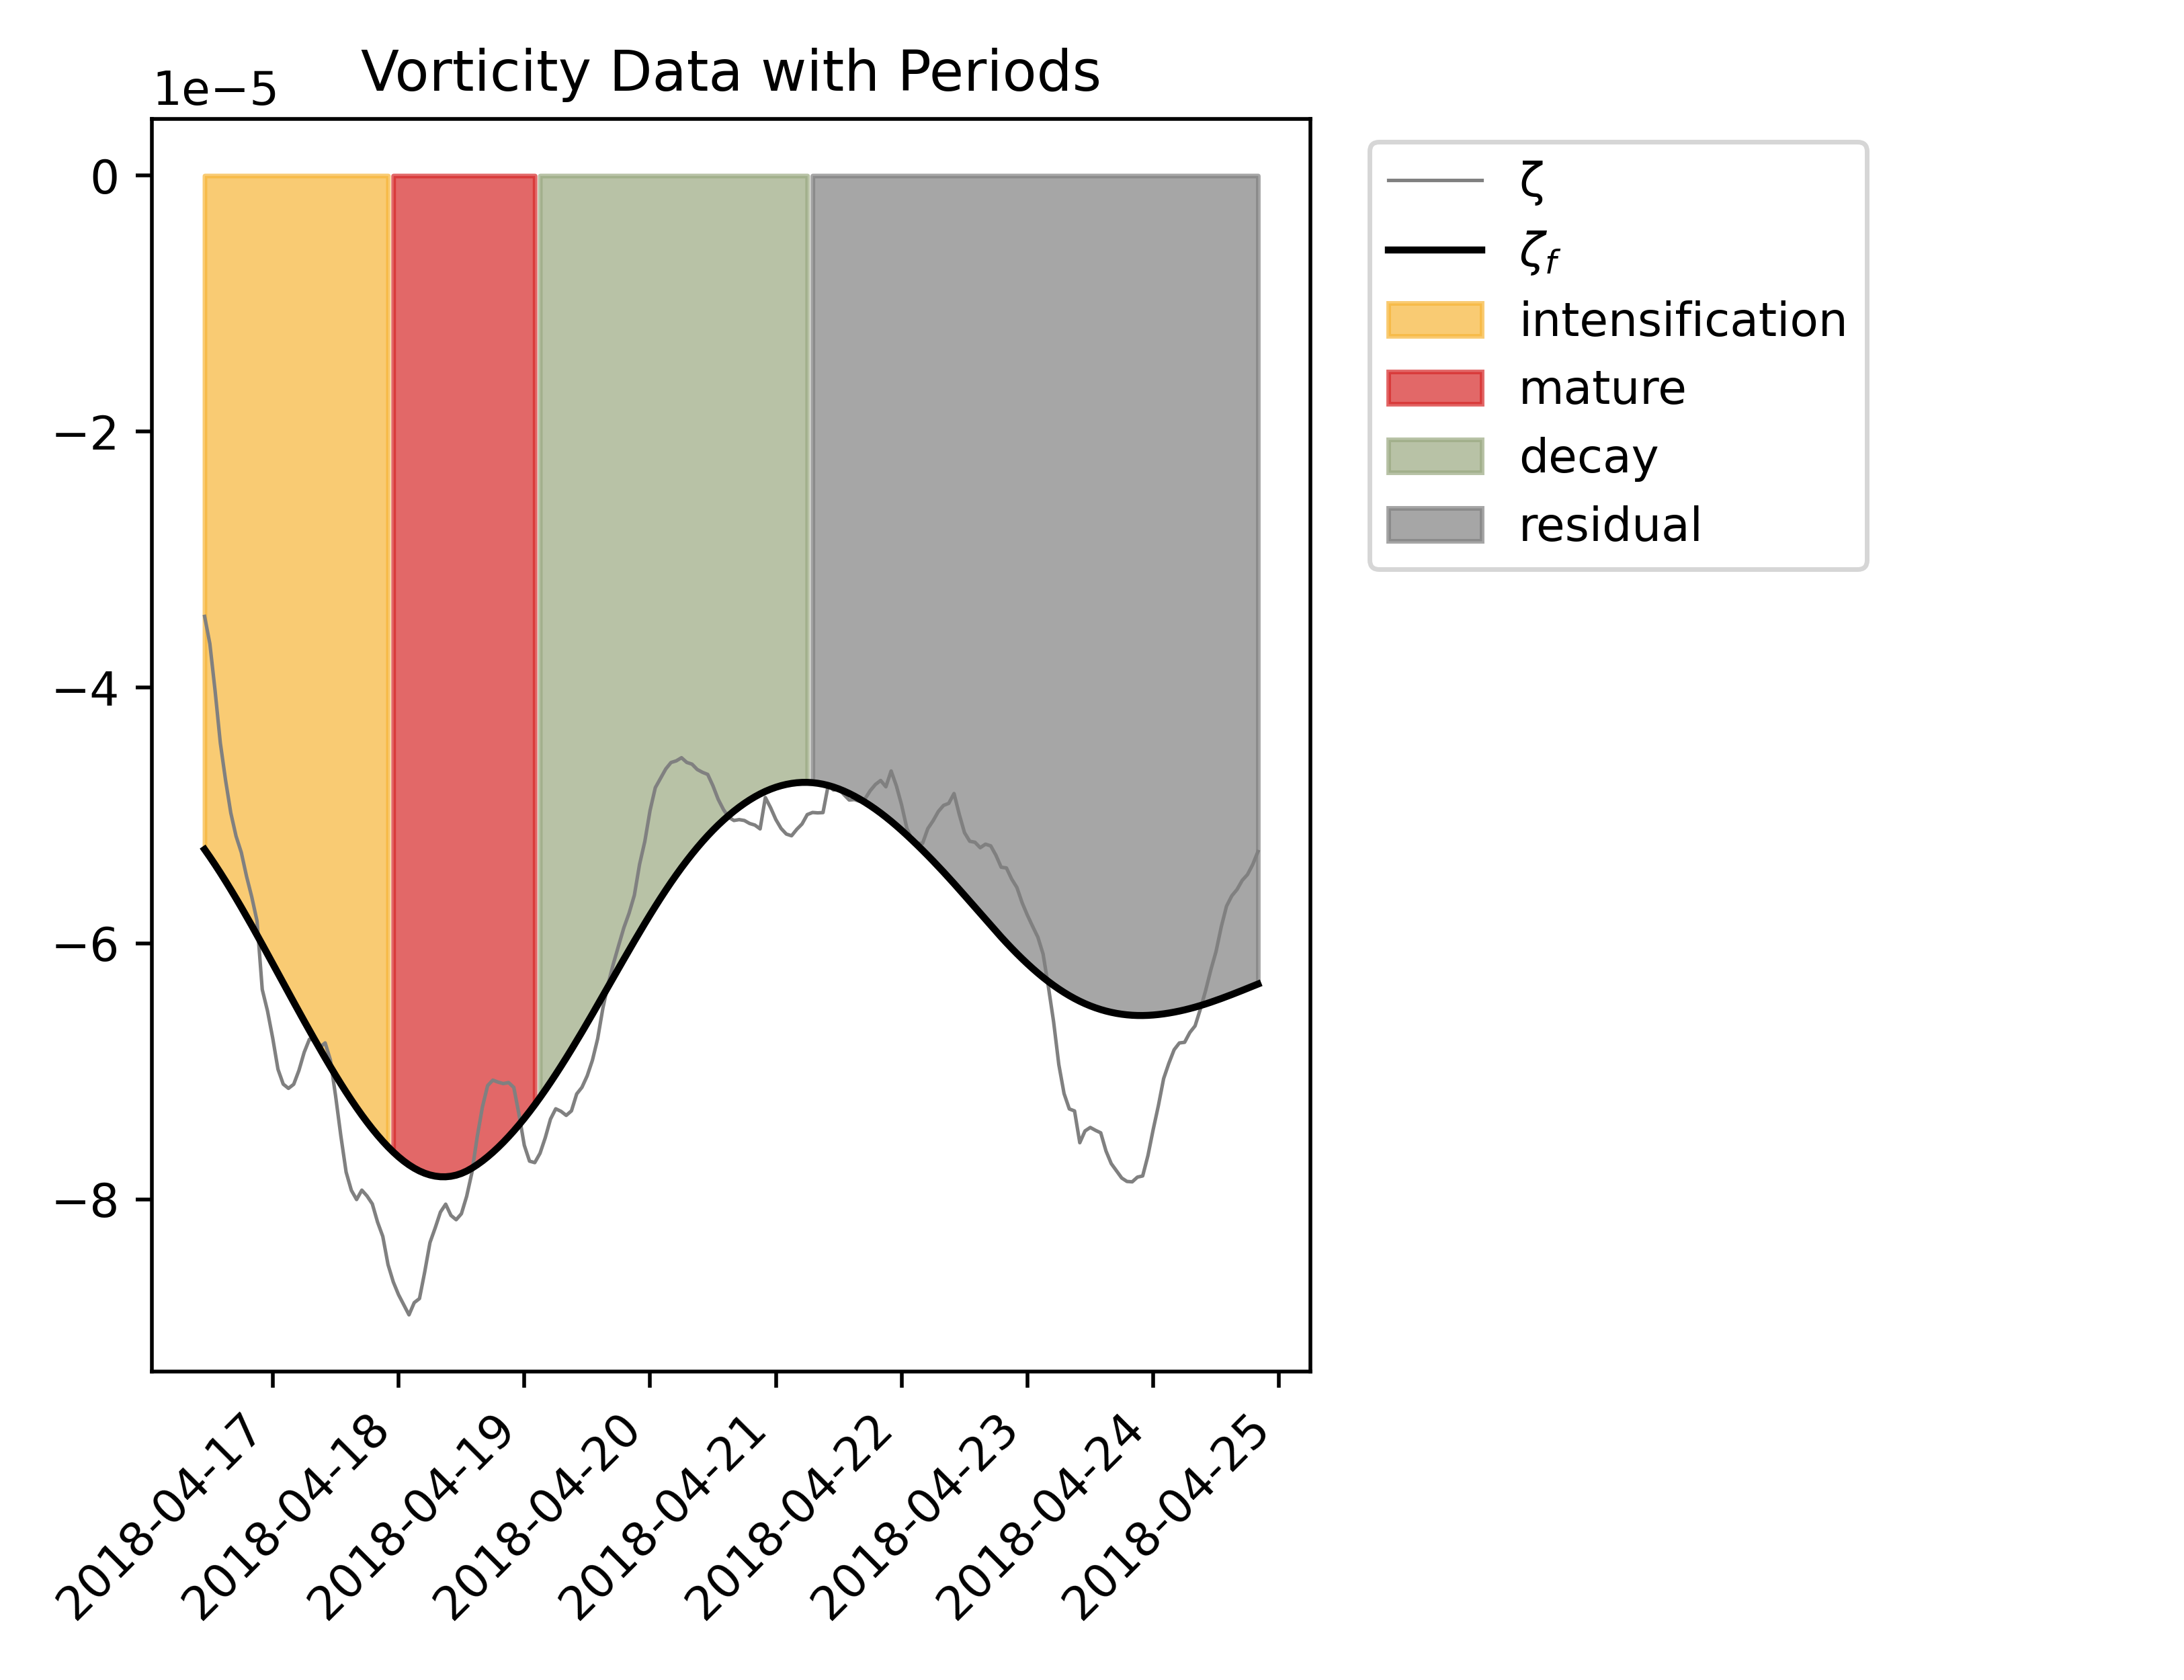 Vorticity Data with Periods
1e−5
0
−2
−4
−6
−8
2018-04-17
2018-04-18
2018-04-19
2018-04-20
2018-04-21
2018-04-22
2018-04-23
2018-04-24
2018-04-25
ζ
ζf
intensification
mature
decay
residual